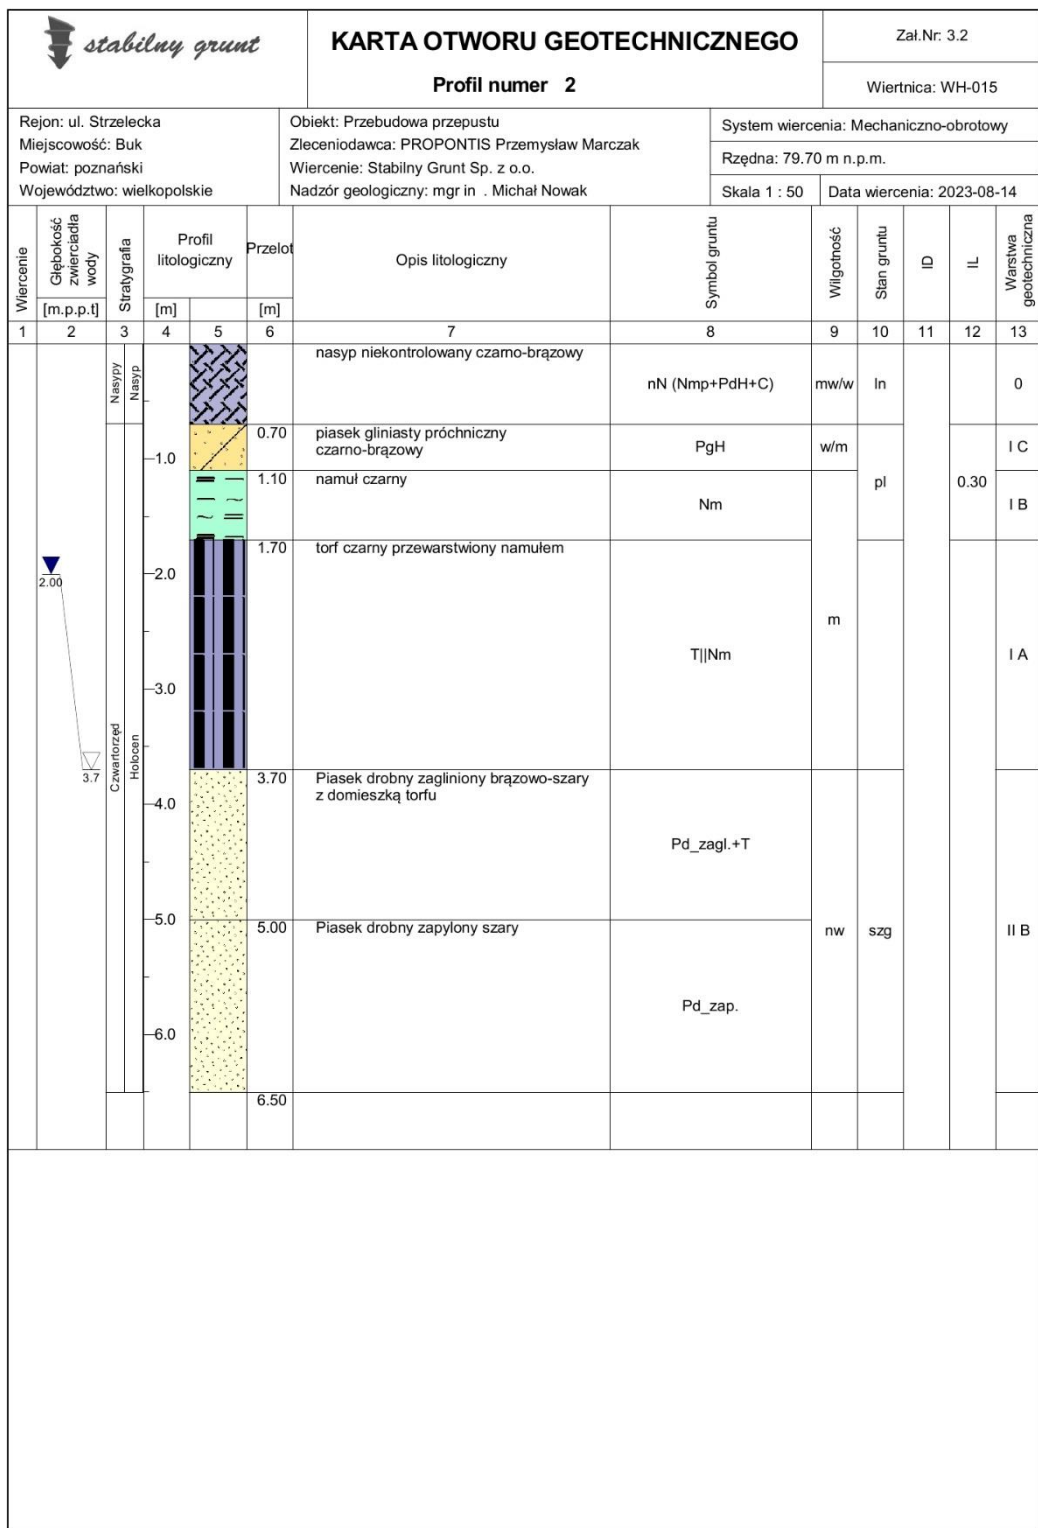 stabilny grunt
KARTA OTWORU GEOTECHNICZNEGO
Profil numer 2
Zał.Nr: 3.2
Wiertnica: WH-015
Rejon: ul. Strzelecka
Miejscowość: Buk
Powiat: poznański
Województwo: wielkopolskie
Obiekt: Przebudowa przepustu
Zleceniodawca: PROPONTIS Przemysław Marczak
Wiercenie: Stabilny Grunt Sp. z o.o.
Nadzór geologiczny: mgr in . Michał Nowak
System wiercenia: Mechaniczno-obrotowy
Rzędna: 79.70 m n.p.m.
Skala 1 : 50
Data wiercenia: 2023-08-14
Wiercenie
Głębokość
zwierciadła
wody
[m.p.p.t]
Stratygrafia
Profil
litologiczny
[m]
Przelot
[m]
Opis litologiczny
Symbol gruntu
Wilgotność
Stan gruntu
ID
IL
Warstwa
geotechniczna
1 2 3 4 5 6 7 8 9 10 11 12 13
Nasypy
Nasyp
nasyp niekontrolowany czarno-brązowy
nN (Nmp+PdH+C) mw/w ln 0
0.70 piasek gliniasty próchniczny
czarno-brązowy
PgH w/m I C
1.0
pl 0.30
1.10 namuł czarny
Nm I B
1.70 torf czarny przewarstwiony namułem
2.00
2.0
m
T||Nm I A
3.0
Czwartorzęd
Holocen
3.7
3.70 Piasek drobny zagliniony brązowo-szary
z domieszką torfu
4.0
Pd_zagl.+T
5.0
5.00 Piasek drobny zapylony szary
nw szg II B
Pd_zap.
6.0
6.50